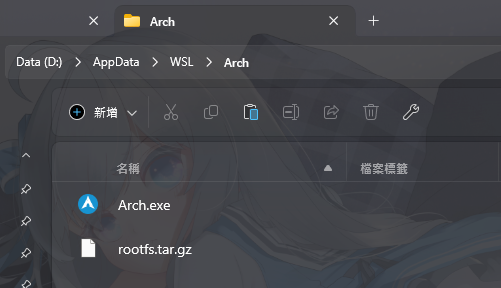 Arch
Data (D:) AppData WSL Arch
新增
名稱 檔案標籤
Arch.exe
rootfs.tar.gz